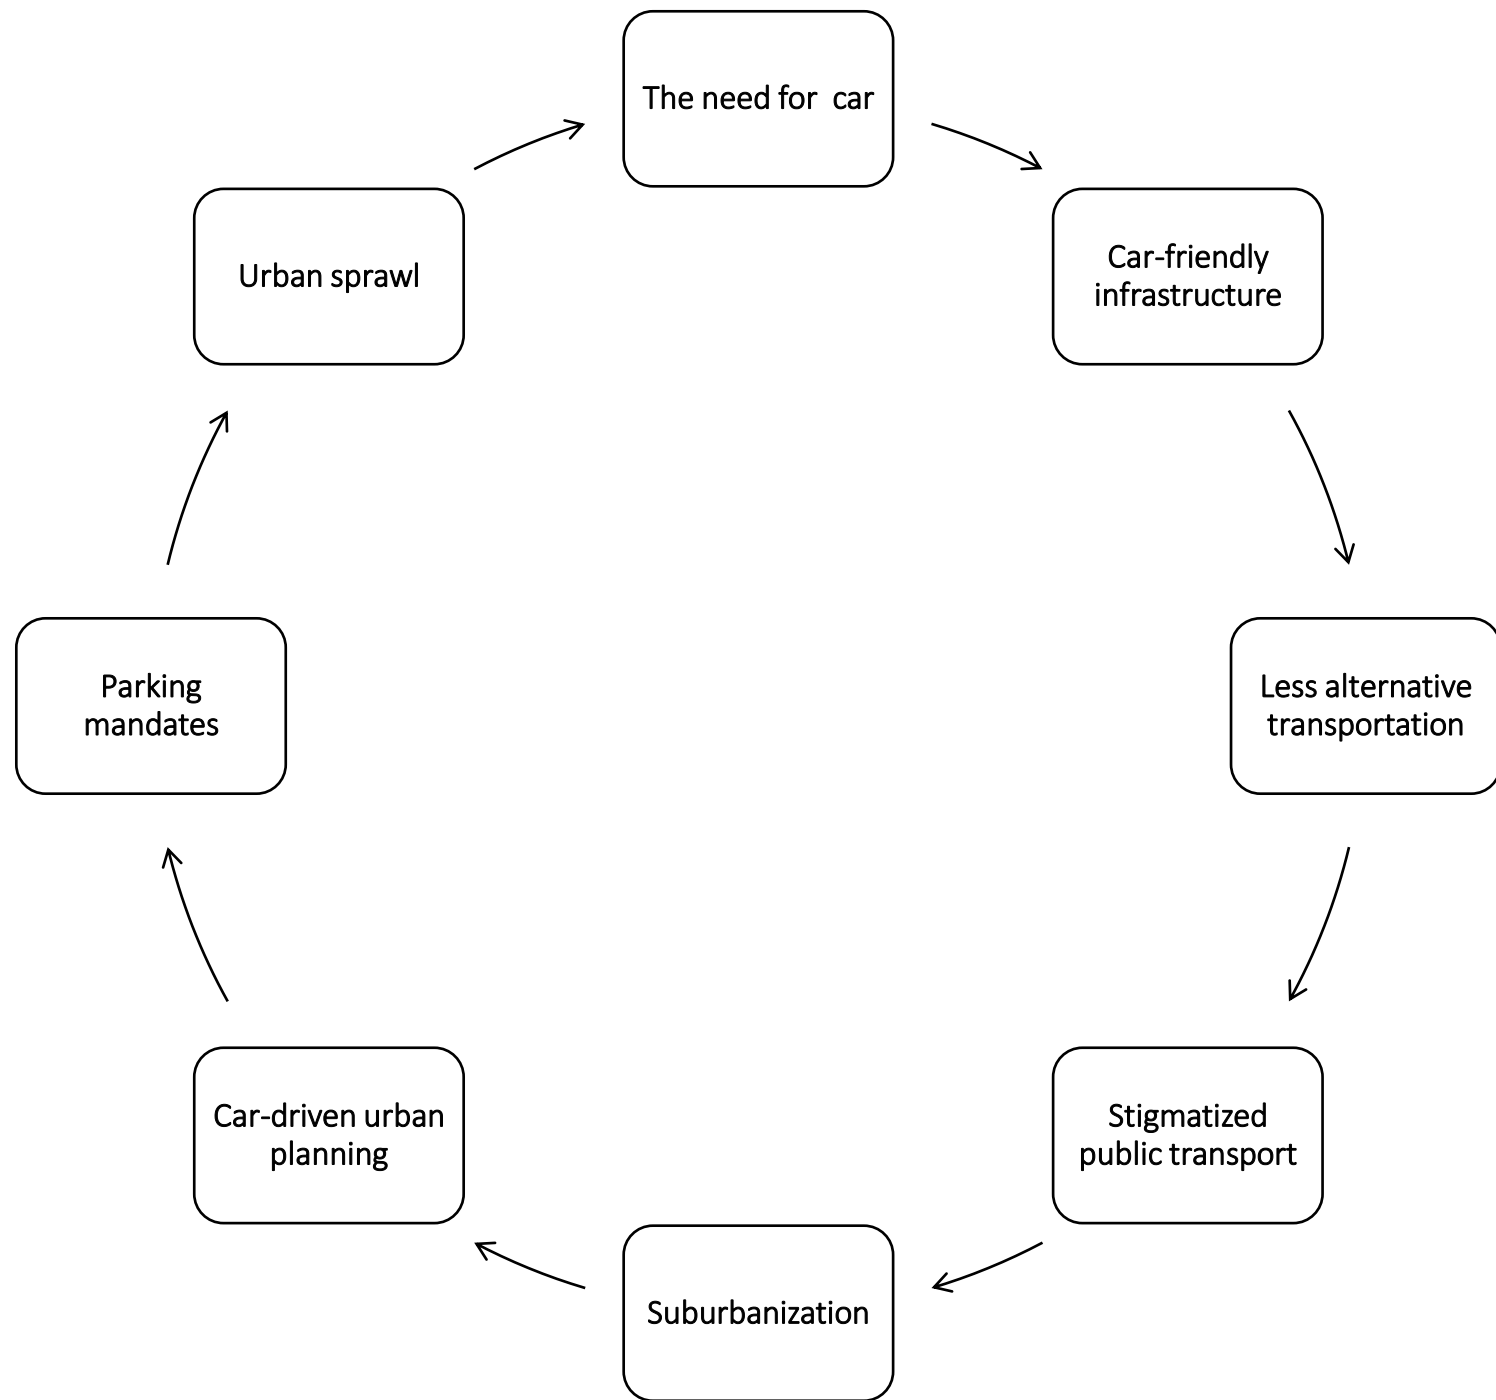 The need for  car
Car-friendly
infrastructure
Less alternative
transportation
Stigmatized
public transport
Suburbanization
Car-driven urban
planning
Parking
mandates
Urban sprawl